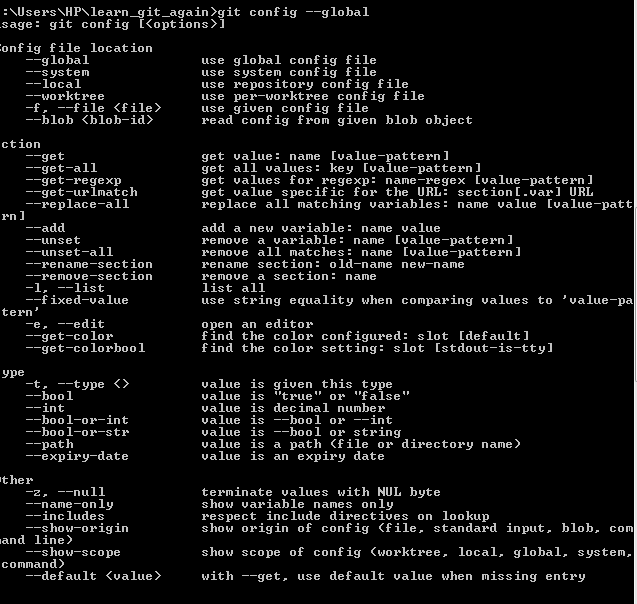 :\Users\HP\learn_git_again>git config --global
sage: git config [<options>]
Config file location
--global use global config file
--system use system config file
--local use repository config file
--worktree use per-worktree config file
-f, --file <file> use given config file
--blob <blob-id> read config from given blob object
ction
--get get value: name [value-pattern]
--get-all get all values: key [value-pattern]
--get-regexp get values for regexp: name-regex [value-pattern]
--get-urlmatch get value specific for the URL: section[.var] URL
--replace-all replace all matching variables: name value [value-patt
rn]
--add add a new variable: name value
--unset remove a variable: name [value-pattern]
--unset-all remove all matches: name [value-pattern]
--rename-section rename section: old-name new-name
--remove-section remove a section: name
-l, --list list all
--fixed-value use string equality when comparing values to 'value-pa
tern'
-e, --edit open an editor
--get-color find the color configured: slot [default]
--get-colorbool find the color setting: slot [stdout-is-tty]
ype
-t, --type <> value is given this type
--bool value is "true" or "false"
--int value is decimal number
--bool-or-int value is --bool or --int
--bool-or-str value is --bool or string
--path value is a path (file or directory name)
--expiry-date value is an expiry date
Other
-z, --null terminate values with NUL byte
--name-only show variable names only
--includes respect include directives on lookup
--show-origin show origin of config (file, standard input, blob, com
and line)
--show-scope show scope of config (worktree, local, global, system,
command)
--default <value> with --get, use default value when missing entry